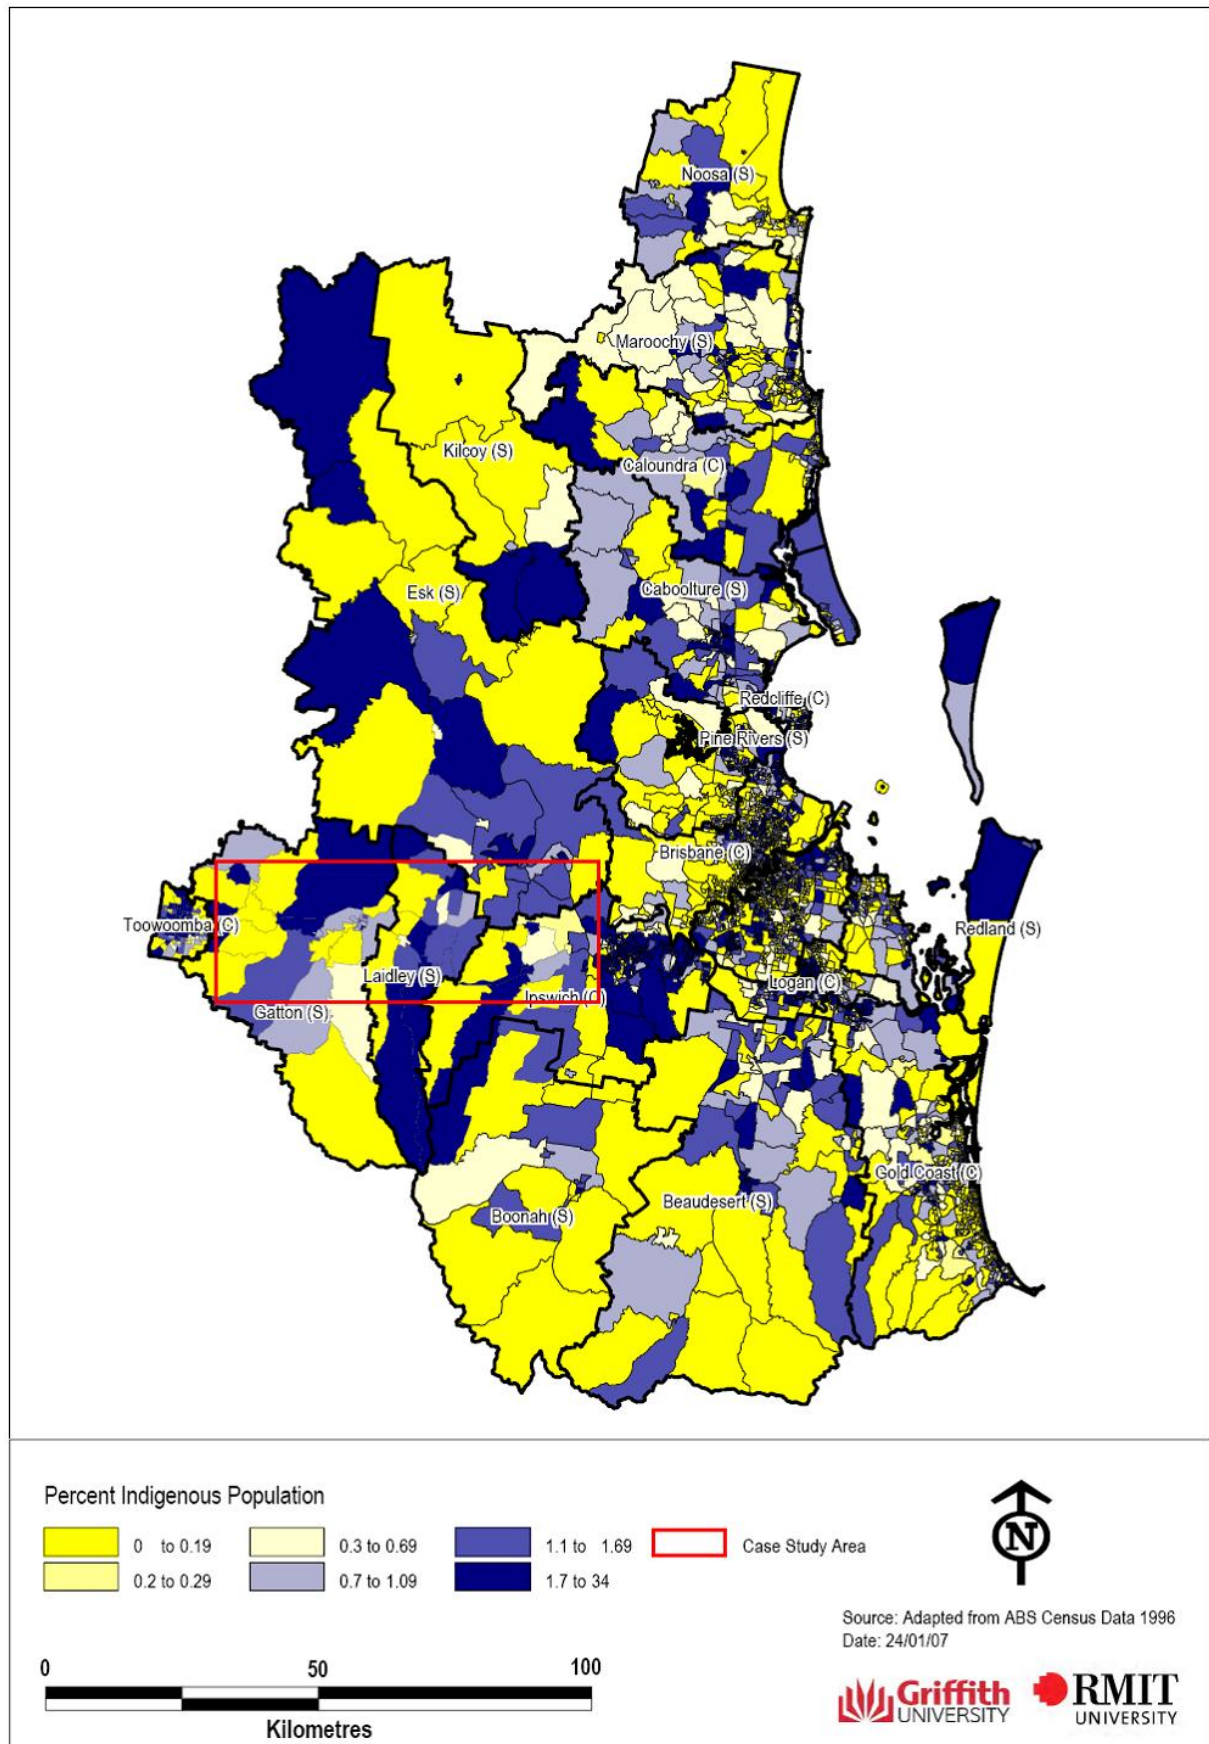 Noosa (S)
Maroochy (S)
Kilcoy (S)
Caloundra (C)
Esk (S)
Caboolture (S)
Redcliffe (C)
Pine Rivers (S)
Brisbane (C)
Toowoomba (C)
Redland (S)
Laidley (S)
Logan (C)
Ipswich (C)
Gatton (S)
Gold Coast (C)
Beaudesert (S)
Boonah (S)
Percent Indigenous Population
0 to 0.19
0.3 to 0.69
1.1 to 1.69
Case Study Area
0.2 to 0.29
0.7 to 1.09
1.7 to 34
N
Source: Adapted from ABS Census Data 1996
Date: 24/01/07
0 50 100
Kilometres
Griffith
UNIVERSITY
RMIT
UNIVERSITY